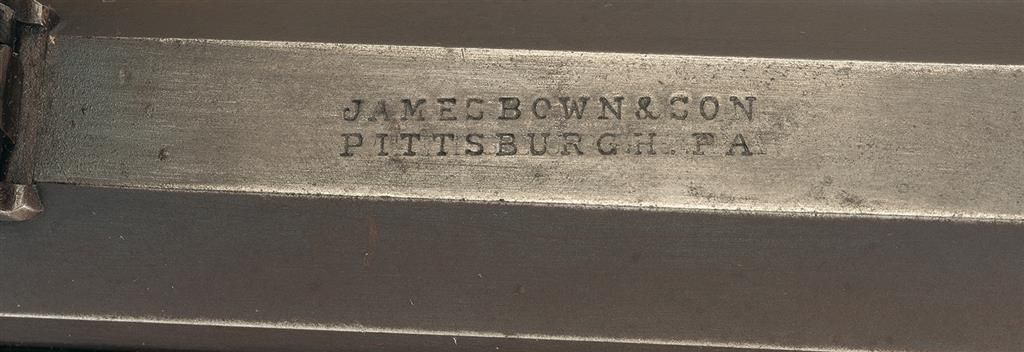 JAMES BOWN & SON
PITTSBURGH. PA